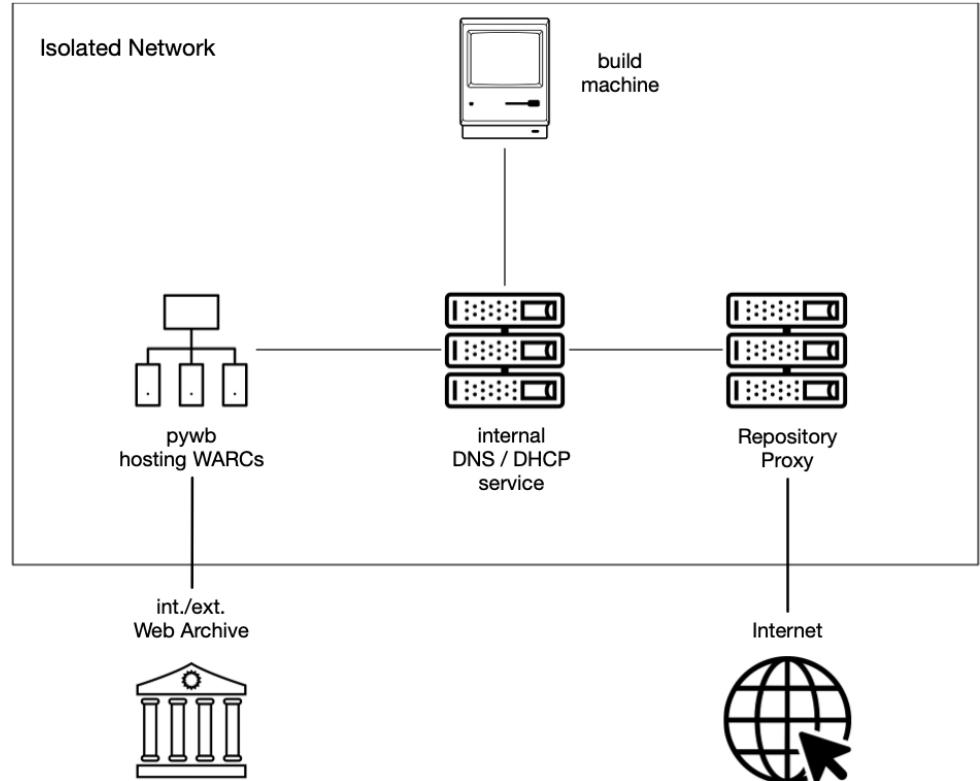 Isolated Network
build
machine
pywb
hosting WARCs
internal
DNS / DHCP
service
Repository
Proxy
int./ext.
Web Archive
Internet